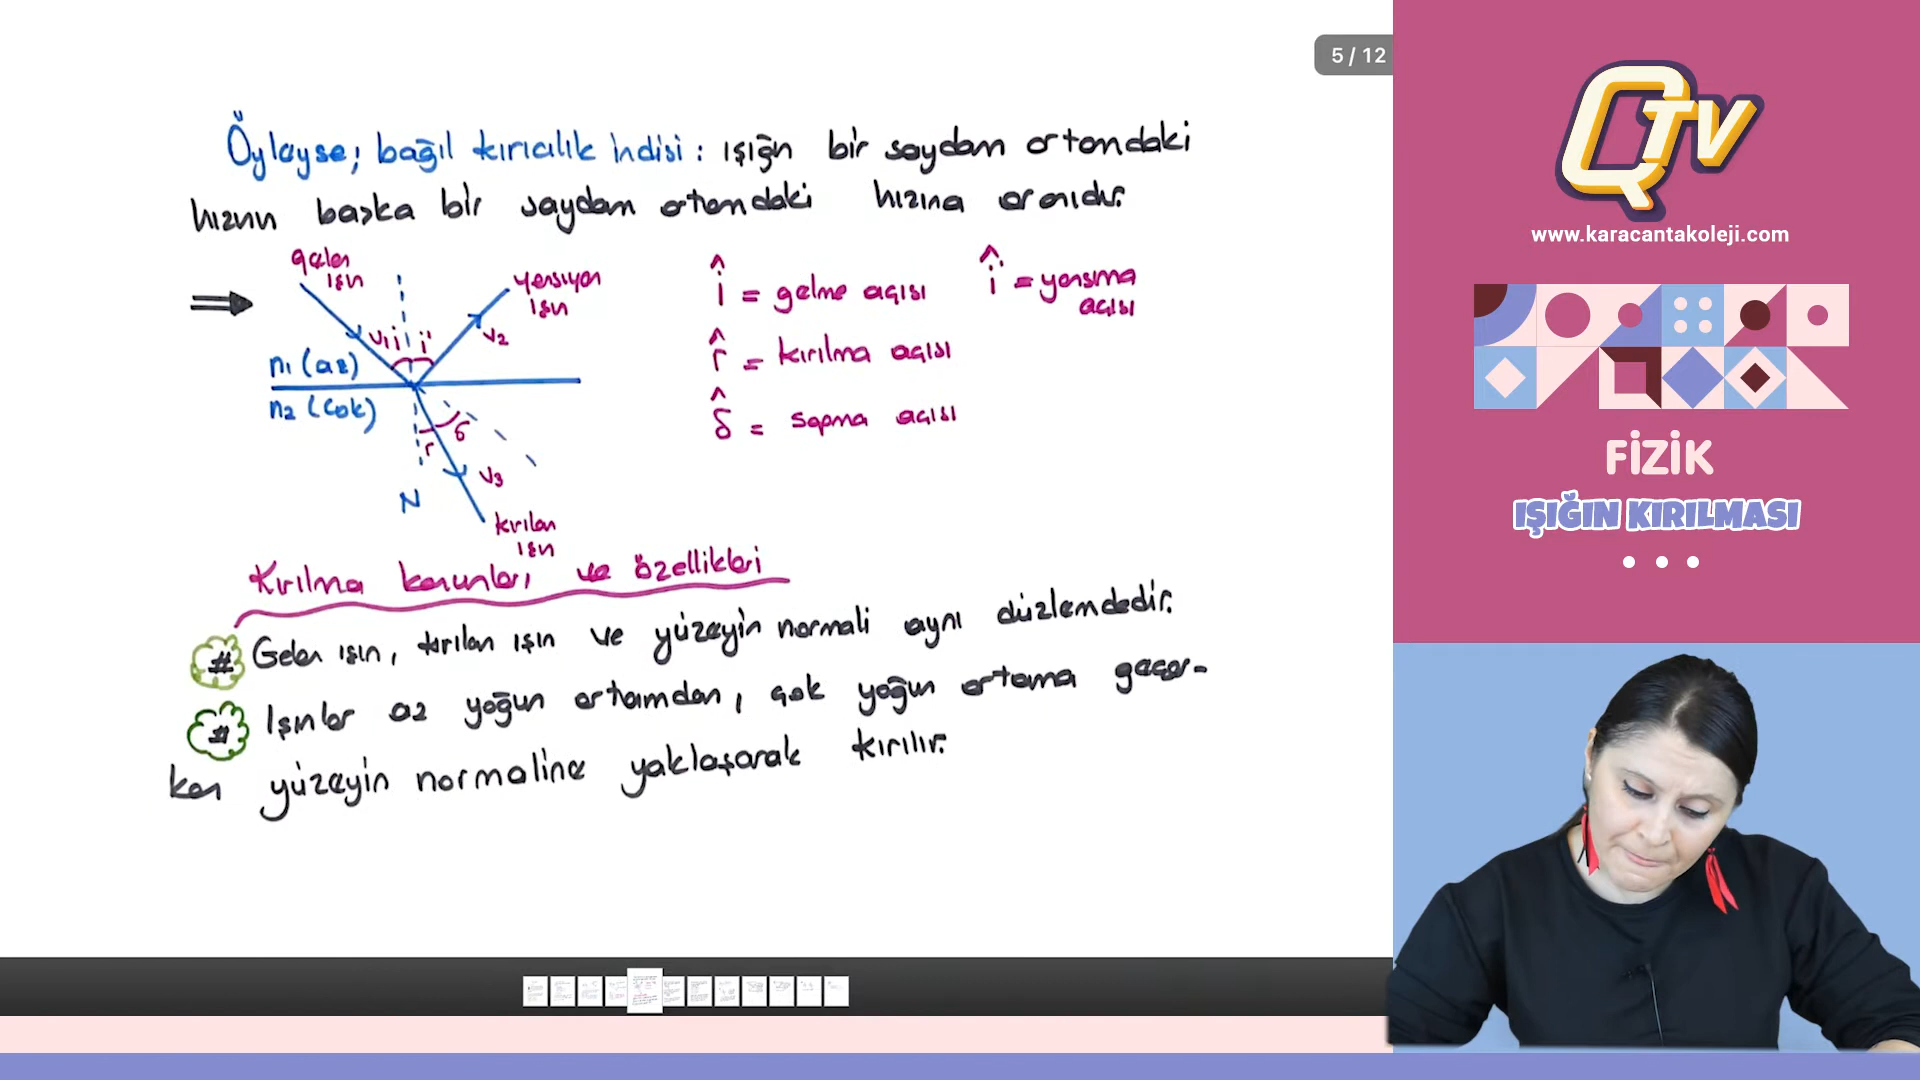 5 / 12
Öyleyse; bağıl kırıcılık indisi : ışığın bir saydam ortamdaki
hızının başka bir saydam ortamdaki hızına oranıdır.
gelen
ışın
yansıyan
ışın
v1 i i' v2
n1 (az)
n2 (çok)
r δ
v3
N
kırılan
ışın
î = gelme açısı
î' = yansıma
açısı
r̂ = kırılma açısı
δ̂ = sapma açısı
Kırılma kanunları ve özellikleri
# Gelen ışın, kırılan ışın ve yüzeyin normali aynı düzlemdedir.
# Işınlar az yoğun ortamdan, çok yoğun ortama geçer-
ken yüzeyin normaline yaklaşarak kırılır.
QTV
www.karacantakoleji.com
FİZİK
IŞIĞIN KIRILMASI